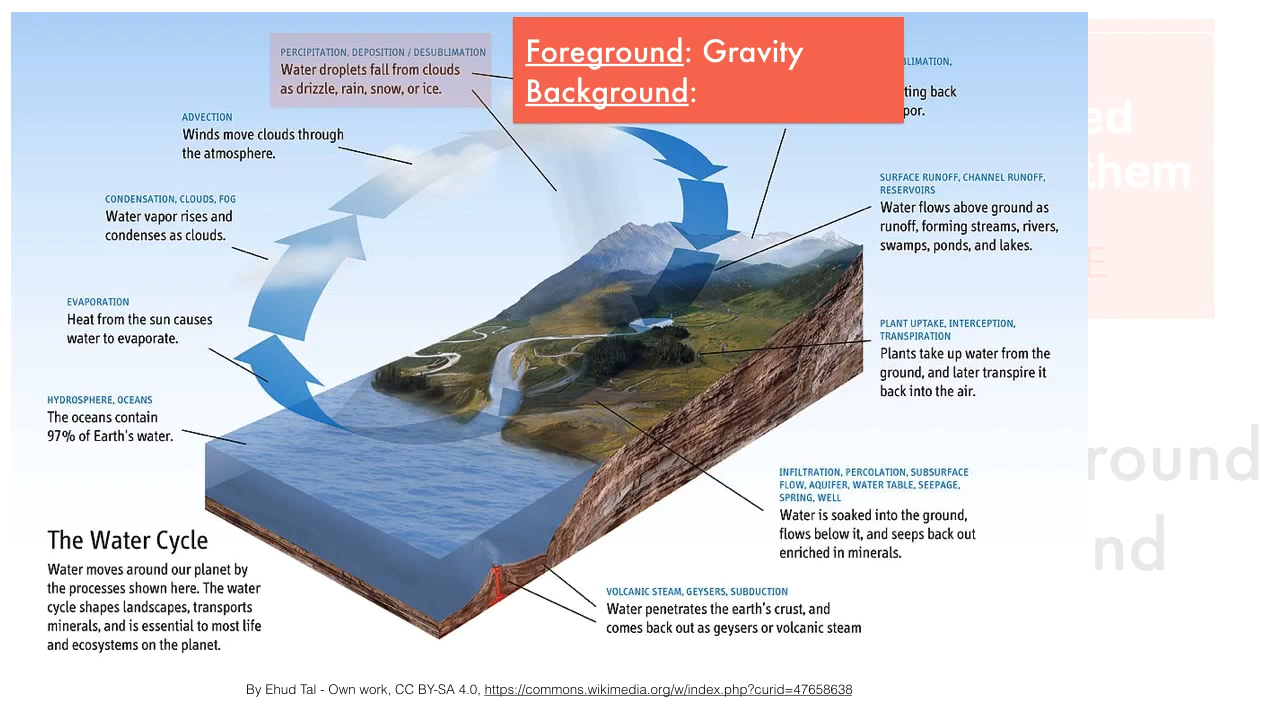 PERCIPITATION, DEPOSITION / DESUBLIMATION
Water droplets fall from clouds
as drizzle, rain, snow, or ice.
Foreground: Gravity
Background:
ADVECTION
Winds move clouds through
the atmosphere.
CONDENSATION, CLOUDS, FOG
Water vapor rises and
condenses as clouds.
SURFACE RUNOFF, CHANNEL RUNOFF,
RESERVOIRS
Water flows above ground as
runoff, forming streams, rivers,
swamps, ponds, and lakes.
EVAPORATION
Heat from the sun causes
water to evaporate.
PLANT UPTAKE, INTERCEPTION,
TRANSPIRATION
Plants take up water from the
ground, and later transpire it
back into the air.
HYDROSPHERE, OCEANS
The oceans contain
97% of Earth's water.
INFILTRATION, PERCOLATION, SUBSURFACE
FLOW, AQUIFER, WATER TABLE, SEEPAGE,
SPRING, WELL
Water is soaked into the ground,
flows below it, and seeps back out
enriched in minerals.
The Water Cycle
Water moves around our planet by
the processes shown here. The water
cycle shapes landscapes, transports
minerals, and is essential to most life
and ecosystems on the planet.
VOLCANIC STEAM, GEYSERS, SUBDUCTION
Water penetrates the earth's crust, and
comes back out as geysers or volcanic steam
By Ehud Tal - Own work, CC BY-SA 4.0, https://commons.wikimedia.org/w/index.php?curid=47658638
back
them